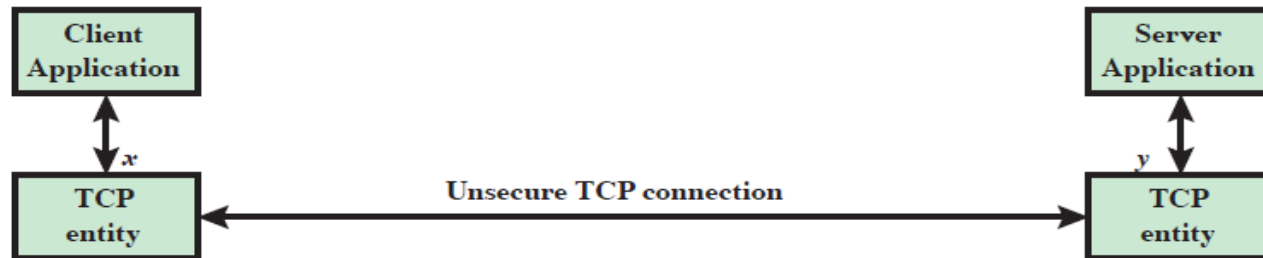 Client
Application
Server
Application
x
y
Unsecure TCP connection
TCP
entity
TCP
entity